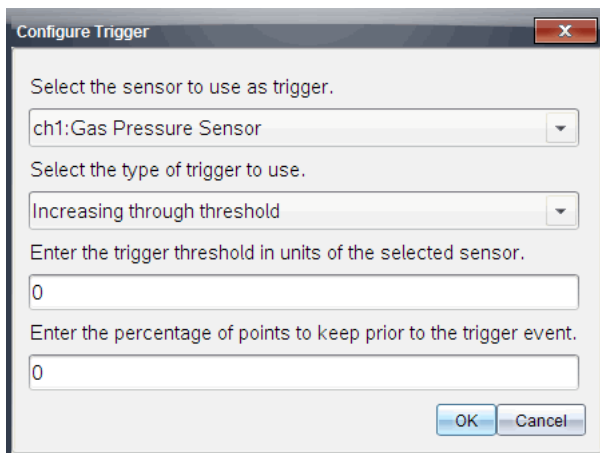 Configure Trigger
x
Select the sensor to use as trigger.
ch1:Gas Pressure Sensor
Select the type of trigger to use.
Increasing through threshold
Enter the trigger threshold in units of the selected sensor.
0
Enter the percentage of points to keep prior to the trigger event.
0
OK Cancel